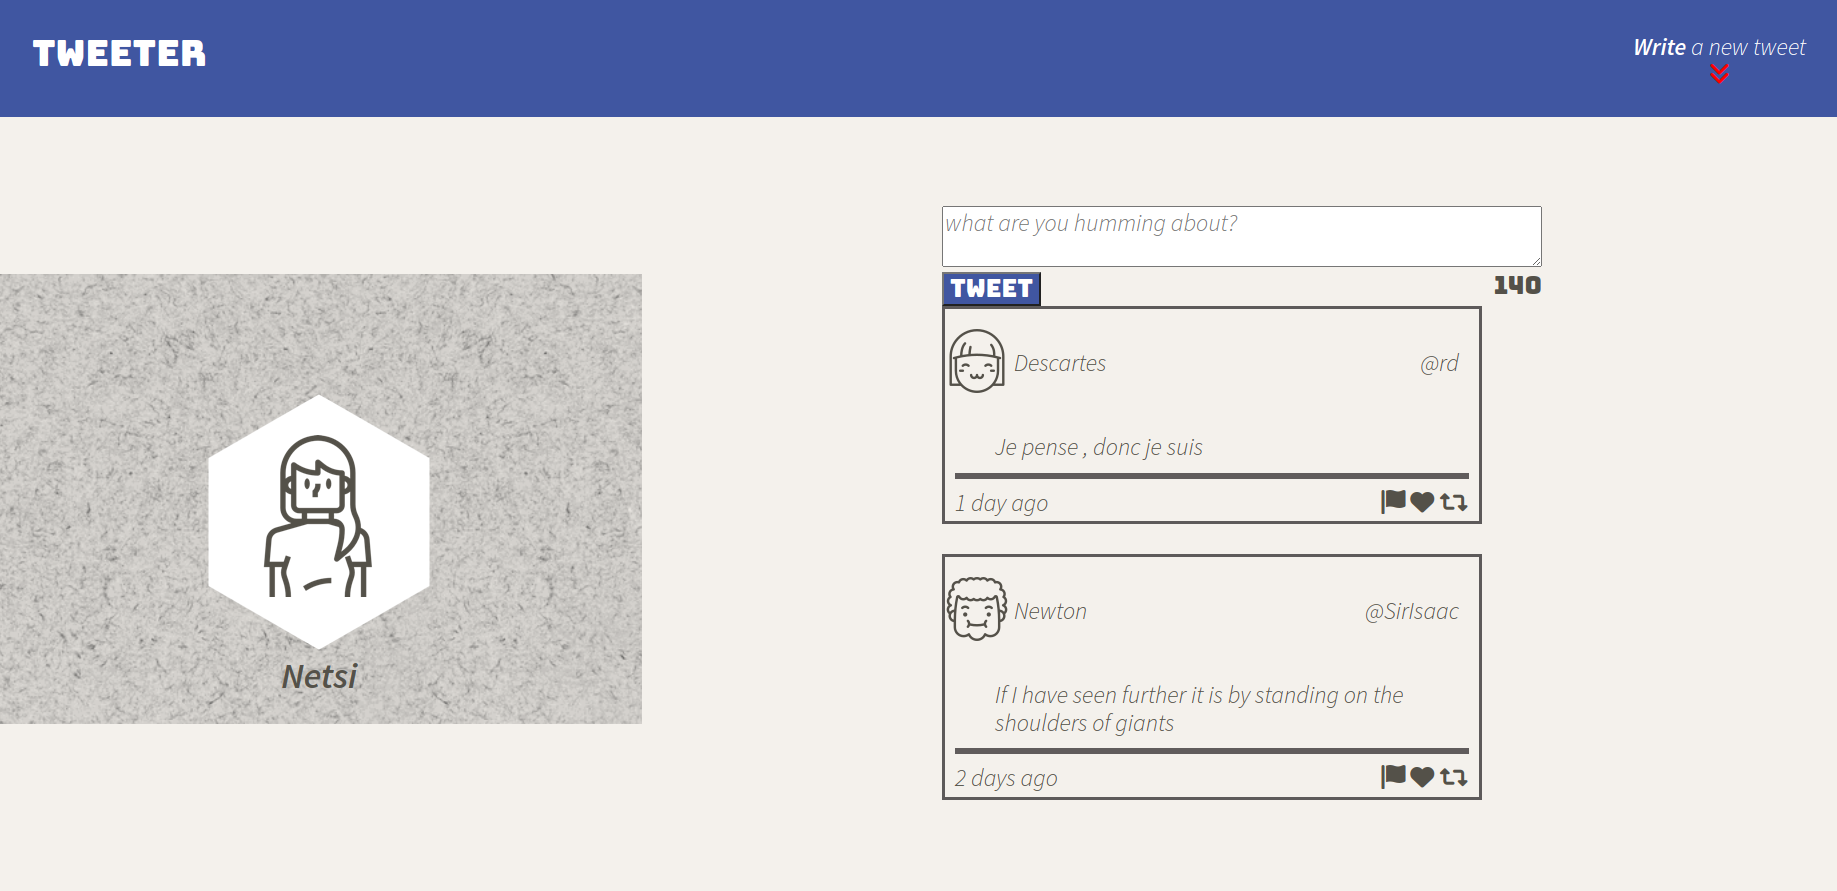 TWEETER
Write a new tweet
what are you humming about?
TWEET
140
Descartes
@rd
Je pense , donc je suis
1 day ago
Newton
@SirIsaac
If I have seen further it is by standing on the
shoulders of giants
2 days ago
Netsi